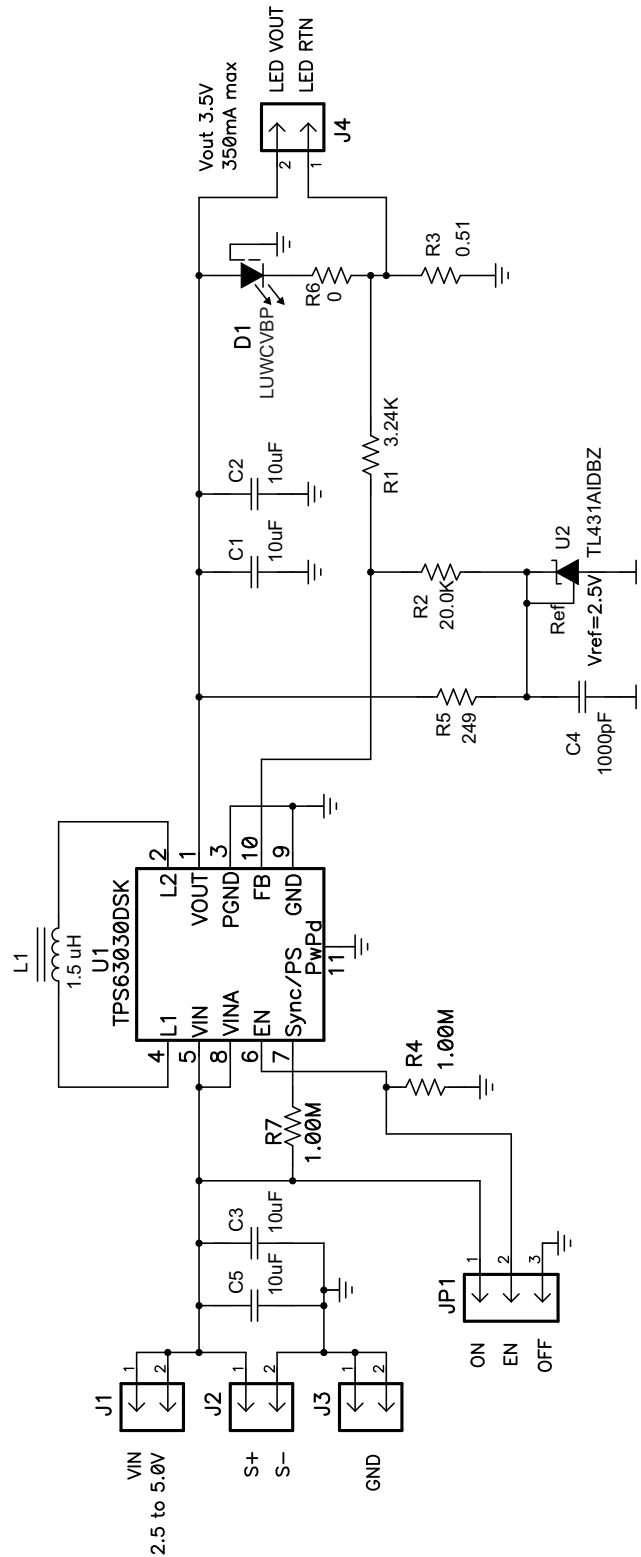 J1
VIN
2.5 to 5.0V
1
2
J2
S+
S-
1
2
J3
GND
1
2
C5
10uF
C3
10uF
JP1
ON
EN
OFF
1
2
3
R7
1.00M
R4
1.00M
L1
1.5 uH
U1
TPS63030DSK
4
L1
5
VIN
8
VINA
6
EN
7
Sync/PS
L2
2
VOUT
1
PGND
3
FB
10
GND
9
PwPd
11
R5
249
C4
1000pF
R2
20.0K
Ref
Vref=2.5V
U2
TL431AIDBZ
C1
10uF
C2
10uF
R1
3.24K
D1
LUWCVBP
R6
0
R3
0.51
Vout 3.5V
350mA max
LED VOUT
LED RTN
2
1
J4